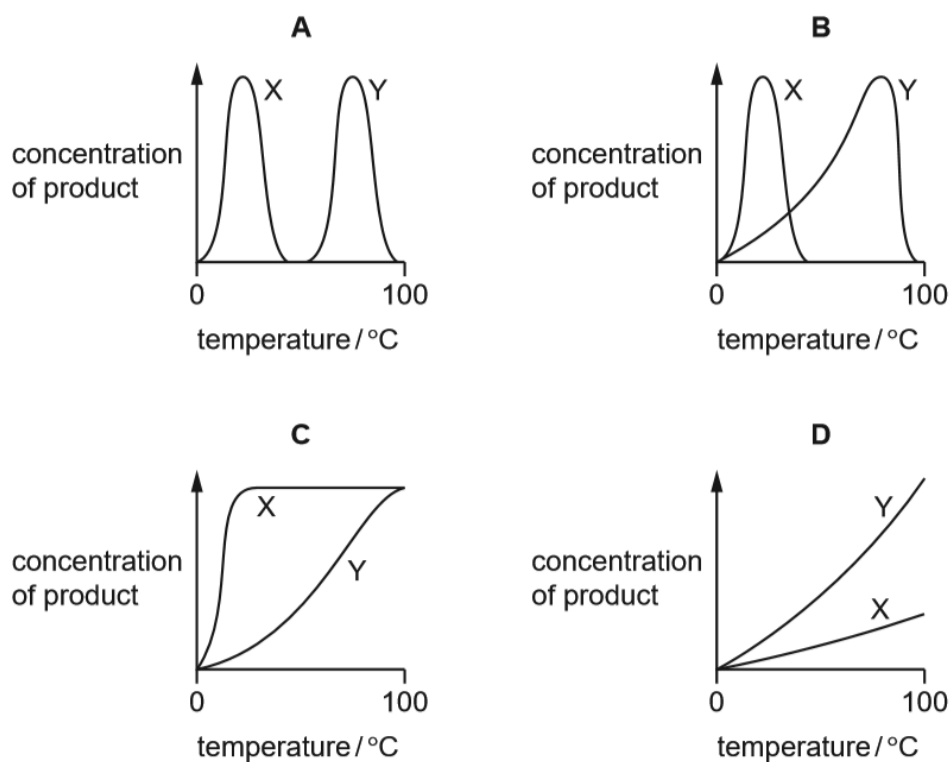 A
B
concentration
of product
X
Y
0
100
temperature / °C
concentration
of product
X
Y
0
100
temperature / °C
C
D
concentration
of product
X
Y
0
100
temperature / °C
concentration
of product
Y
X
0
100
temperature / °C